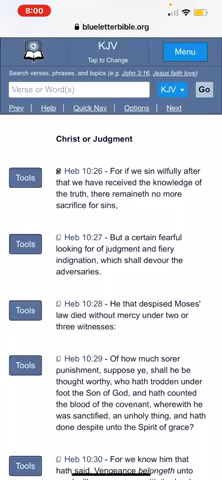 8:00
blueletterbible.org
KJV
Tap to Change
Menu
Search verses, phrases, and topics (e.g. John 3:16, Jesus faith love)
Verse or Word(s)
KJV
Go
Prev | Help | Quick Nav | Options | Next
Christ or Judgment
Tools
Heb 10:26 - For if we sin wilfully after
that we have received the knowledge of
the truth, there remaineth no more
sacrifice for sins,
Tools
Heb 10:27 - But a certain fearful
looking for of judgment and fiery
indignation, which shall devour the
adversaries.
Tools
Heb 10:28 - He that despised Moses'
law died without mercy under two or
three witnesses:
Tools
Heb 10:29 - Of how much sorer
punishment, suppose ye, shall he be
thought worthy, who hath trodden under
foot the Son of God, and hath counted
the blood of the covenant, wherewith he
was sanctified, an unholy thing, and hath
done despite unto the Spirit of grace?
Tools
Heb 10:30 - For we know him that
hath said, Vengeance belongeth unto